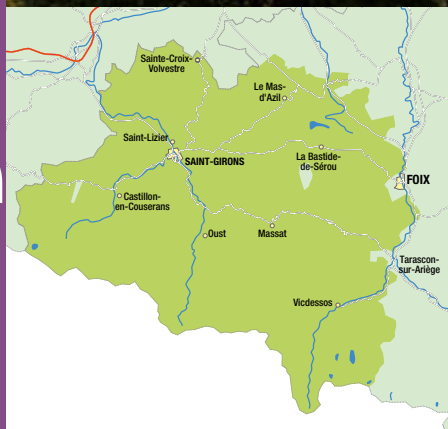 Sainte-Croix-
Volvestre
Le Mas-
d'Azil
Saint-Lizier
SAINT-GIRONS
La Bastide-
de-Sérou
FOIX
Castillon-
en-Couserans
Oust
Massat
Tarascon-
sur-Ariège
Vicdessos